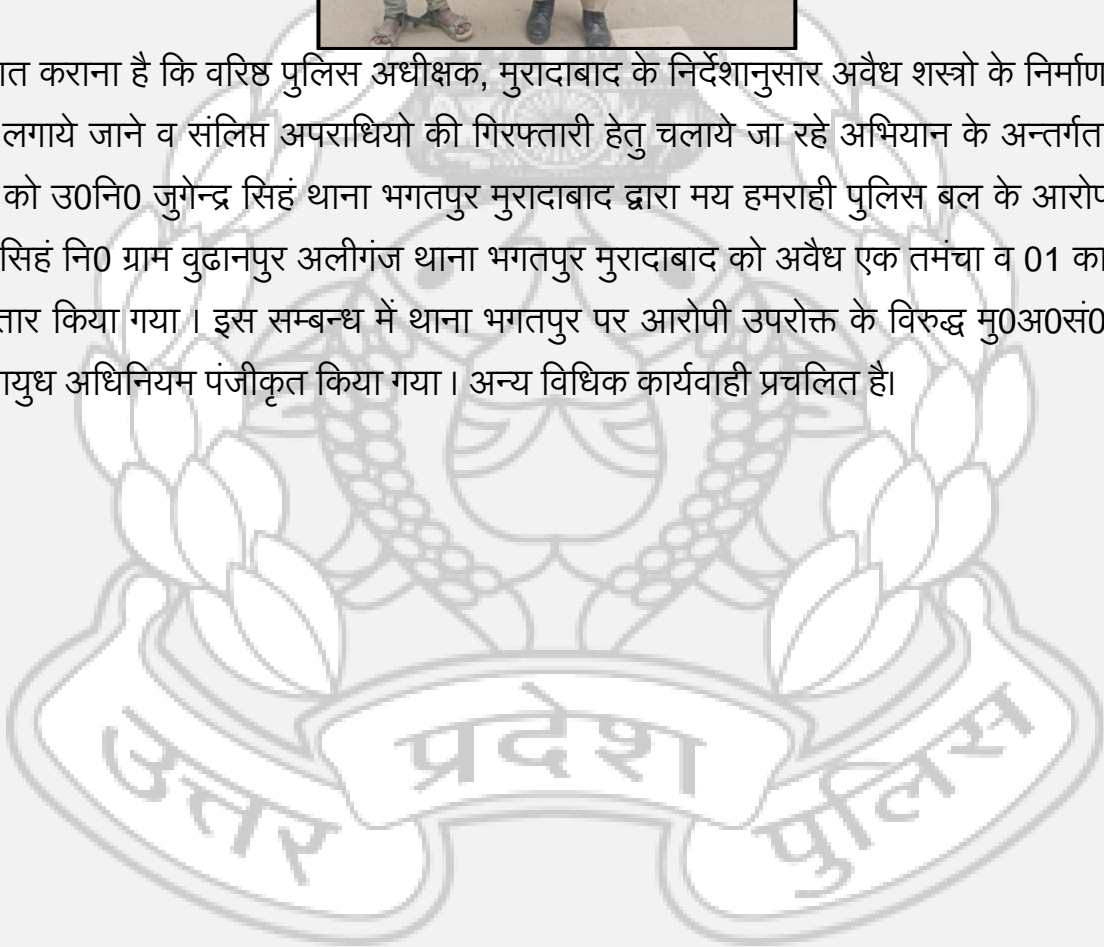 ात कराना है कि वरिष्ठ पुलिस अधीक्षक, मुरादाबाद के निर्देशानुसार अवैध शस्त्रो के निर्माण
लगाये जाने व संलिप्त अपराधियो की गिरफ्तारी हेतु चलाये जा रहे अभियान के अन्तर्गत
को उ0नि0 जुगेन्द्र सिहं थाना भगतपुर मुरादाबाद द्वारा मय हमराही पुलिस बल के आरोप
सिहं नि0 ग्राम वुढानपुर अलीगंज थाना भगतपुर मुरादाबाद को अवैध एक तमंचा व 01 का
तार किया गया । इस सम्बन्ध में थाना भगतपुर पर आरोपी उपरोक्त के विरुद्ध मु0अ0सं0
ायुध अधिनियम पंजीकृत किया गया । अन्य विधिक कार्यवाही प्रचलित है।
उत्तर प्रदेश पुलिस